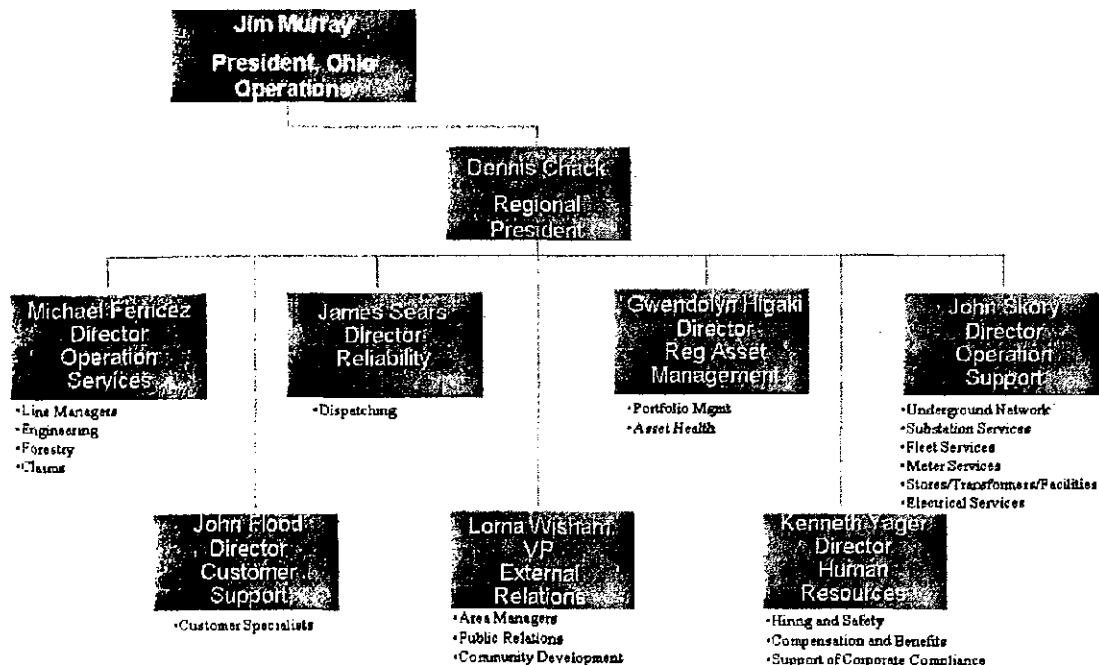 Jim Murray
President, Ohio
Operations
Dennis Chack
Regional
President
Michael Ferncez
Director
Operation
Services
•Line Managers
•Engineering
•Forestry
•Claims
James Sears
Director
Reliability
•Dispatching
Gwendolyn Higaki
Director
Reg Asset
Management
•Portfolio Mgmt
•Asset Health
John Skory
Director
Operation
Support
•Underground Network
•Substation Services
•Fleet Services
•Meter Services
•Stores/Transformers/Facilities
•Electrical Services
John Flood
Director
Customer
Support
•Customer Specialists
Lorna Wisham
VP
External
Relations
•Area Managers
•Public Relations
•Community Development
Kenneth Yager
Director
Human
Resources
•Hiring and Safety
•Compensation and Benefits
•Support of Corporate Compliance